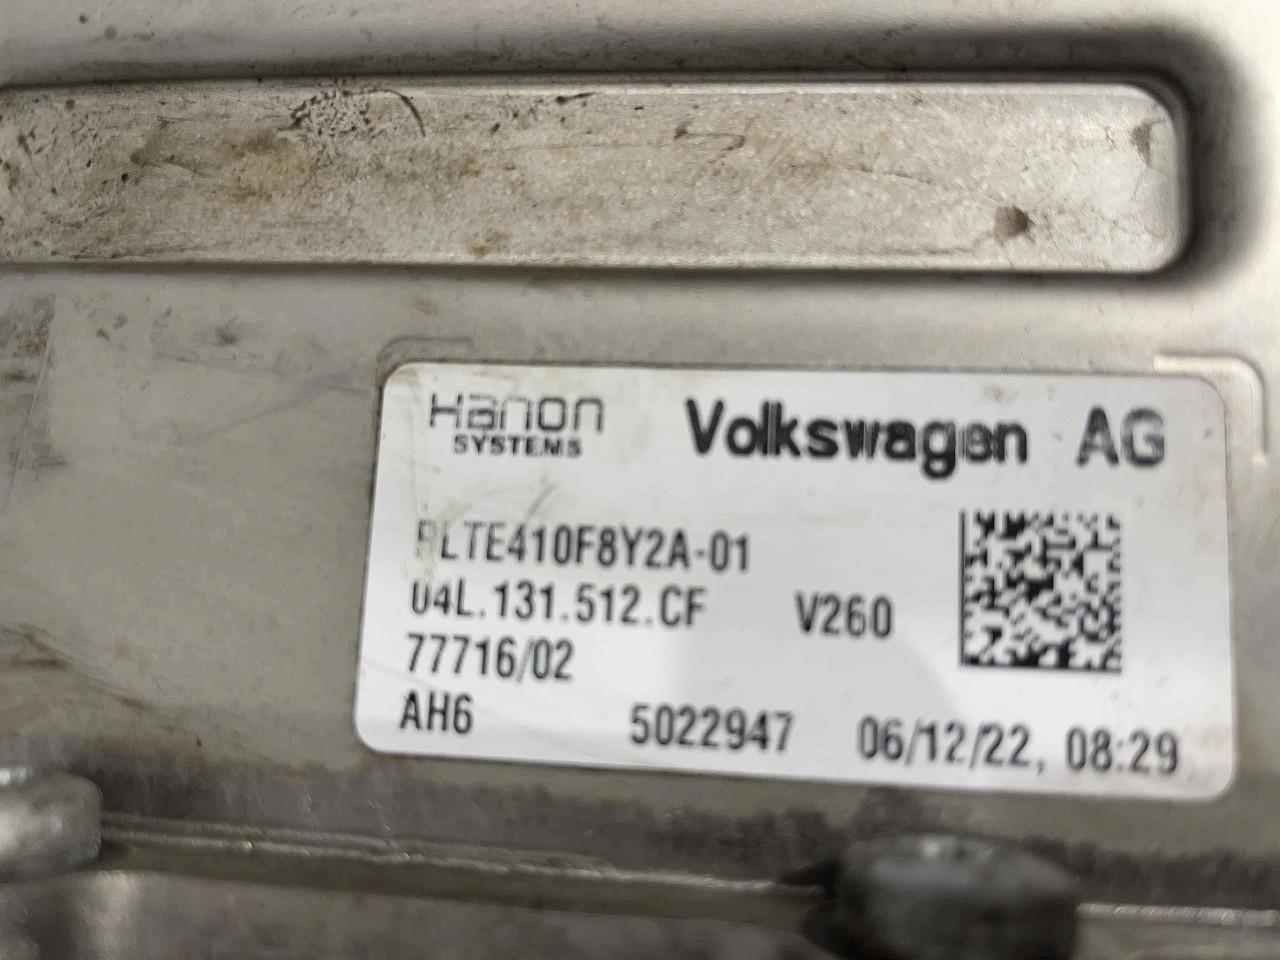 Hanon SYSTEMS Volkswagen AG
PLTE410F8Y2A-01
04L.131.512.CF V260
77716/02
AH6 5022947 06/12/22, 08:29